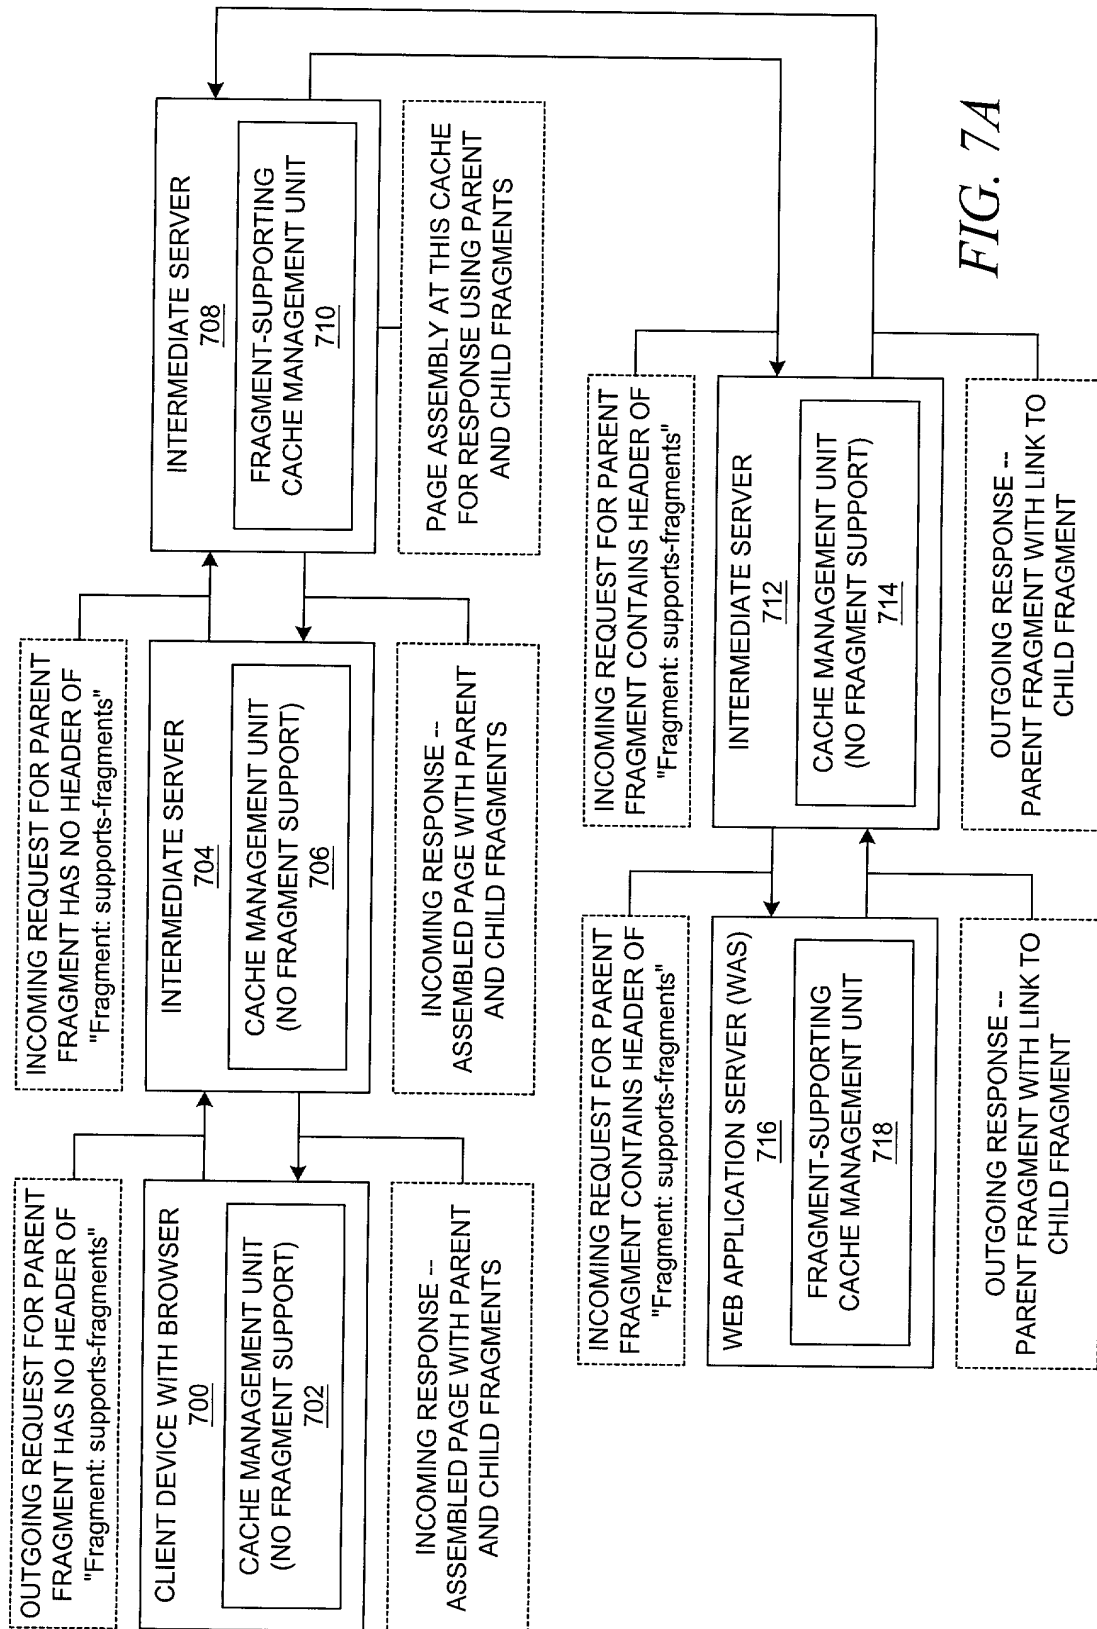 OUTGOING REQUEST FOR PARENT
FRAGMENT HAS NO HEADER OF
"Fragment: supports-fragments"
CLIENT DEVICE WITH BROWSER
700
CACHE MANAGEMENT UNIT
(NO FRAGMENT SUPPORT)
702
INCOMING RESPONSE --
ASSEMBLED PAGE WITH PARENT
AND CHILD FRAGMENTS
INCOMING REQUEST FOR PARENT
FRAGMENT HAS NO HEADER OF
"Fragment: supports-fragments"
INTERMEDIATE SERVER
704
CACHE MANAGEMENT UNIT
(NO FRAGMENT SUPPORT)
706
INCOMING RESPONSE --
ASSEMBLED PAGE WITH PARENT
AND CHILD FRAGMENTS
INTERMEDIATE SERVER
708
FRAGMENT-SUPPORTING
CACHE MANAGEMENT UNIT
710
PAGE ASSEMBLY AT THIS CACHE
FOR RESPONSE USING PARENT
AND CHILD FRAGMENTS
INCOMING REQUEST FOR PARENT
FRAGMENT CONTAINS HEADER OF
"Fragment: supports-fragments"
WEB APPLICATION SERVER (WAS)
716
FRAGMENT-SUPPORTING
CACHE MANAGEMENT UNIT
718
OUTGOING RESPONSE --
PARENT FRAGMENT WITH LINK TO
CHILD FRAGMENT
INCOMING REQUEST FOR PARENT
FRAGMENT CONTAINS HEADER OF
"Fragment: supports-fragments"
INTERMEDIATE SERVER
712
CACHE MANAGEMENT UNIT
(NO FRAGMENT SUPPORT)
714
OUTGOING RESPONSE --
PARENT FRAGMENT WITH LINK TO
CHILD FRAGMENT
FIG. 7A